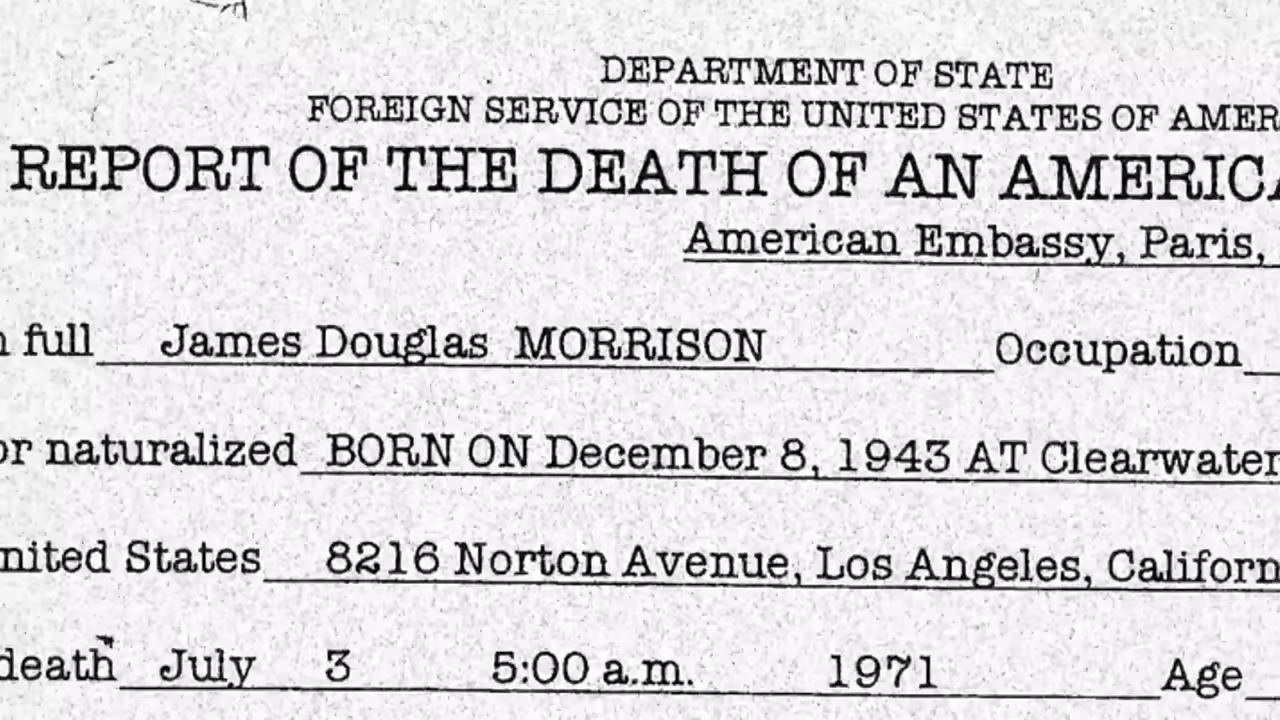 DEPARTMENT OF STATE
FOREIGN SERVICE OF THE UNITED STATES OF AMER
REPORT OF THE DEATH OF AN AMERICA
American Embassy, Paris,
n full James Douglas MORRISON Occupation
or naturalized BORN ON December 8, 1943 AT Clearwater
nited States 8216 Norton Avenue, Los Angeles, Californ
death July 3 5:00 a.m. 1971 Age